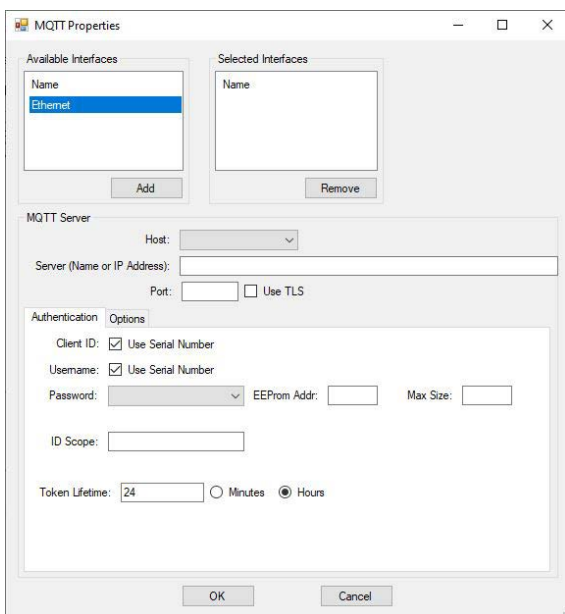 MQTT Properties
Available Interfaces
Name
Ethernet
Add
Selected Interfaces
Name
Remove
MQTT Server
Host:
Server (Name or IP Address):
Port: Use TLS
Authentication Options
Client ID: Use Serial Number
Username: Use Serial Number
Password: EEProm Addr: Max Size:
ID Scope:
Token Lifetime: 24 Minutes Hours
OK Cancel